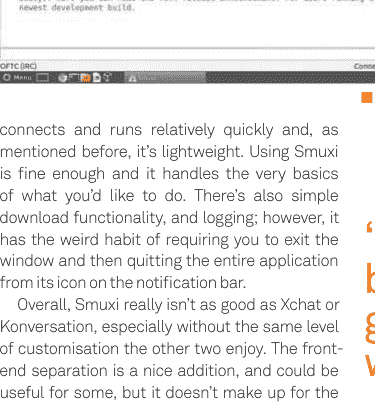 newest development build.
OFTC (IRC)
Menu
Smuxi
connects and runs relatively quickly and, as
mentioned before, it's lightweight. Using Smuxi
is fine enough and it handles the very basics
of what you'd like to do. There's also simple
download functionality, and logging; however, it
has the weird habit of requiring you to exit the
window and then quitting the entire application
from its icon on the notification bar.
Overall, Smuxi really isn't as good as Xchat or
Konversation, especially without the same level
of customisation the other two enjoy. The front-
end separation is a nice addition, and could be
useful for some, but it doesn't make up for the